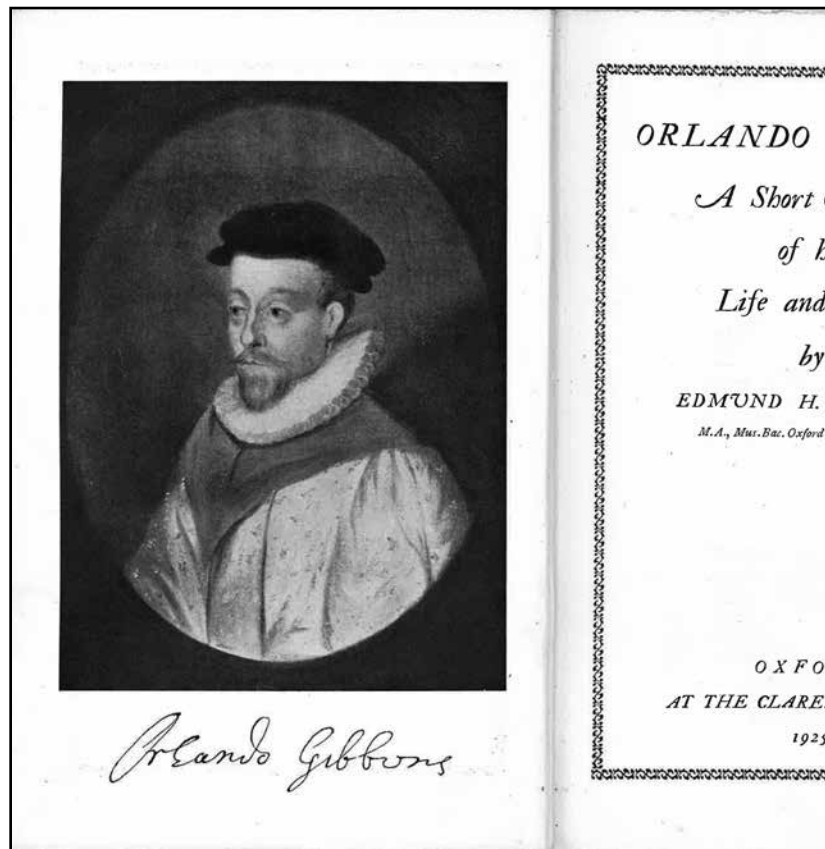 Orlando Gibbons
ORLANDO
A Short
of
Life and
by
EDMUND H.
M.A., Mus.Bac. Oxford
OXFO
AT THE CLARE
1925